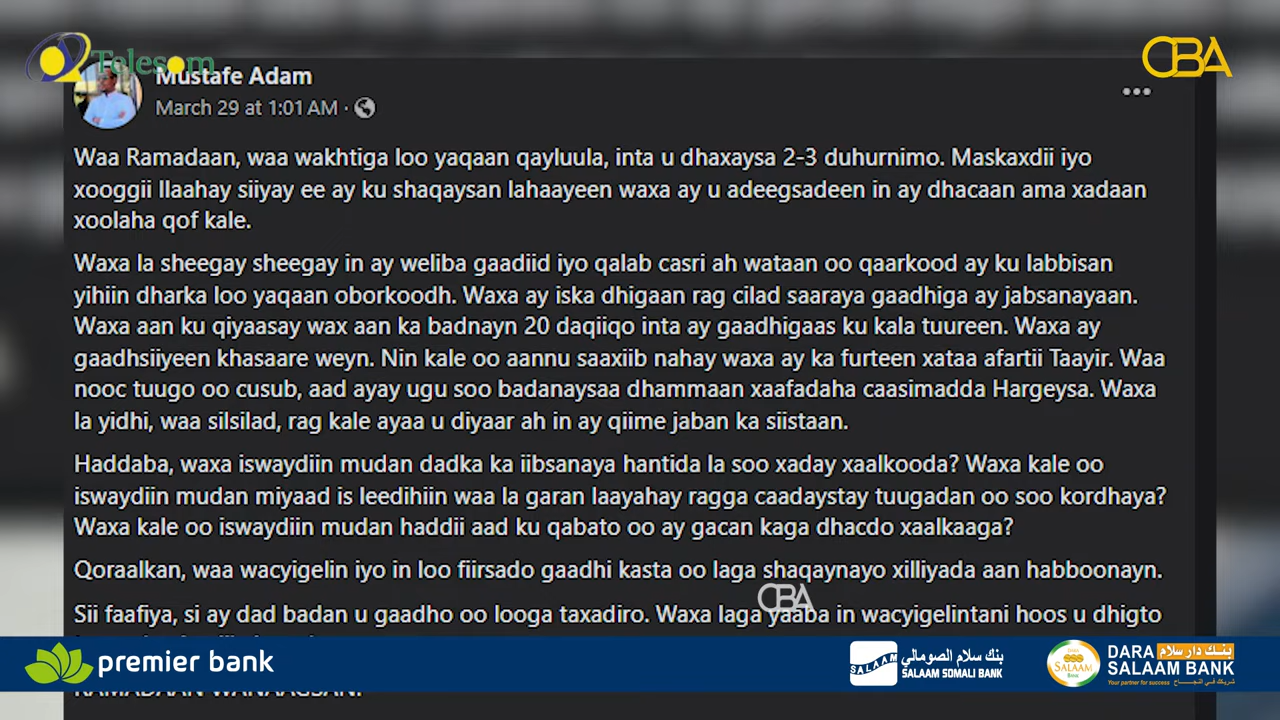 Telesom
CBA
Mustafe Adam
March 29 at 1:01 AM ·
Waa Ramadaan, waa wakhtiga loo yaqaan qayluula, inta u dhaxaysa 2-3 duhurnimo. Maskaxdii iyo
xooggii Ilaahay siiyay ee ay ku shaqaysan lahaayeen waxa ay u adeegsadeen in ay dhacaan ama xadaan
xoolaha qof kale.
Waxa la sheegay sheegay in ay weliba gaadiid iyo qalab casri ah wataan oo qaarkood ay ku labbisan
yihiin dharka loo yaqaan oborkoodh. Waxa ay iska dhigaan rag cilad saaraya gaadhiga ay jabsanayaan.
Waxa aan ku qiyaasay wax aan ka badnayn 20 daqiiqo inta ay gaadhigaas ku kala tuureen. Waxa ay
gaadhsiiyeen khasaare weyn. Nin kale oo aannu saaxiib nahay waxa ay ka furteen xataa afartii Taayir. Waa
nooc tuugo oo cusub, aad ayay ugu soo badanaysaa dhammaan xaafadaha caasimadda Hargeysa. Waxa
la yidhi, waa silsilad, rag kale ayaa u diyaar ah in ay qiime jaban ka siistaan.
Haddaba, waxa iswaydiin mudan dadka ka iibsanaya hantida la soo xaday xaalkooda? Waxa kale oo
iswaydiin mudan miyaad is leedihiin waa la garan laayahay ragga caadaystay tuugadan oo soo kordhaya?
Waxa kale oo iswaydiin mudan haddii aad ku qabato oo ay gacan kaga dhacdo xaalkaaga?
Qoraalkan, waa wacyigelin iyo in loo fiirsado gaadhi kasta oo laga shaqaynayo xilliyada aan habboonayn.
CBA
Sii faafiya, si ay dad badan u gaadho oo looga taxadiro. Waxa laga yaaba in wacyigelintani hoos u dhigto
premier bank
SALAAM
بنك سلام الصومالي
SALAAM SOMALI BANK
SALAAM
DARA بنك دار سلام
SALAAM BANK
Your partner for success شريكك في النجاح
RAMADAAN WANAAGSAN!